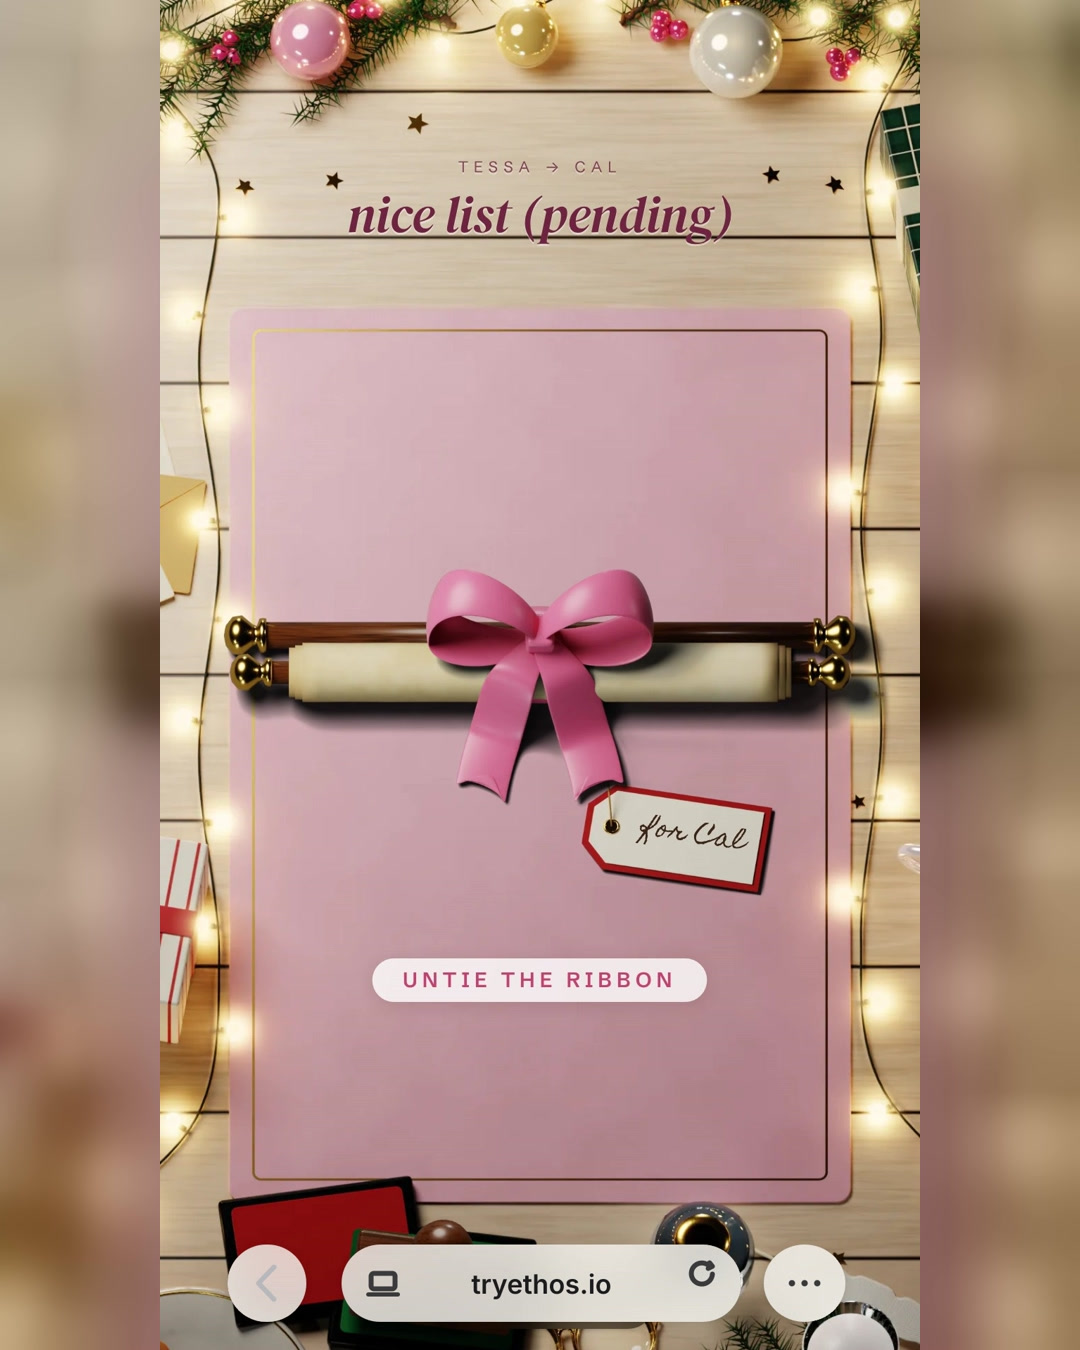 TESSA → CAL
nice list (pending)
For Cal
UNTIE THE RIBBON
tryethos.io